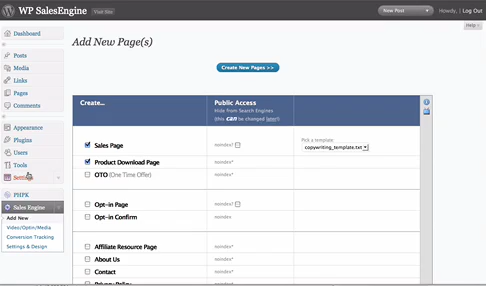 WP SalesEngine
Visit Site
New Post
Howdy,
| Log Out
Help
Dashboard
Posts
Media
Links
Pages
Comments
Appearance
Plugins
Users
Tools
Settings
PHPK
Sales Engine
Add New
Video/Optin/Media
Conversion Tracking
Settings & Design
Add New Page(s)
Create New Pages >>
Create... Public Access
Hide from Search Engines
(this can be changed later!)
Sales Page noindex? Pick a template
copywriting_template.txt
Product Download Page noindex*
OTO (One Time Offer) noindex*
Opt-in Page noindex?
Opt-in Confirm noindex
Affiliate Resource Page noindex*
About Us noindex*
Contact noindex*
Privacy Policy noindex*